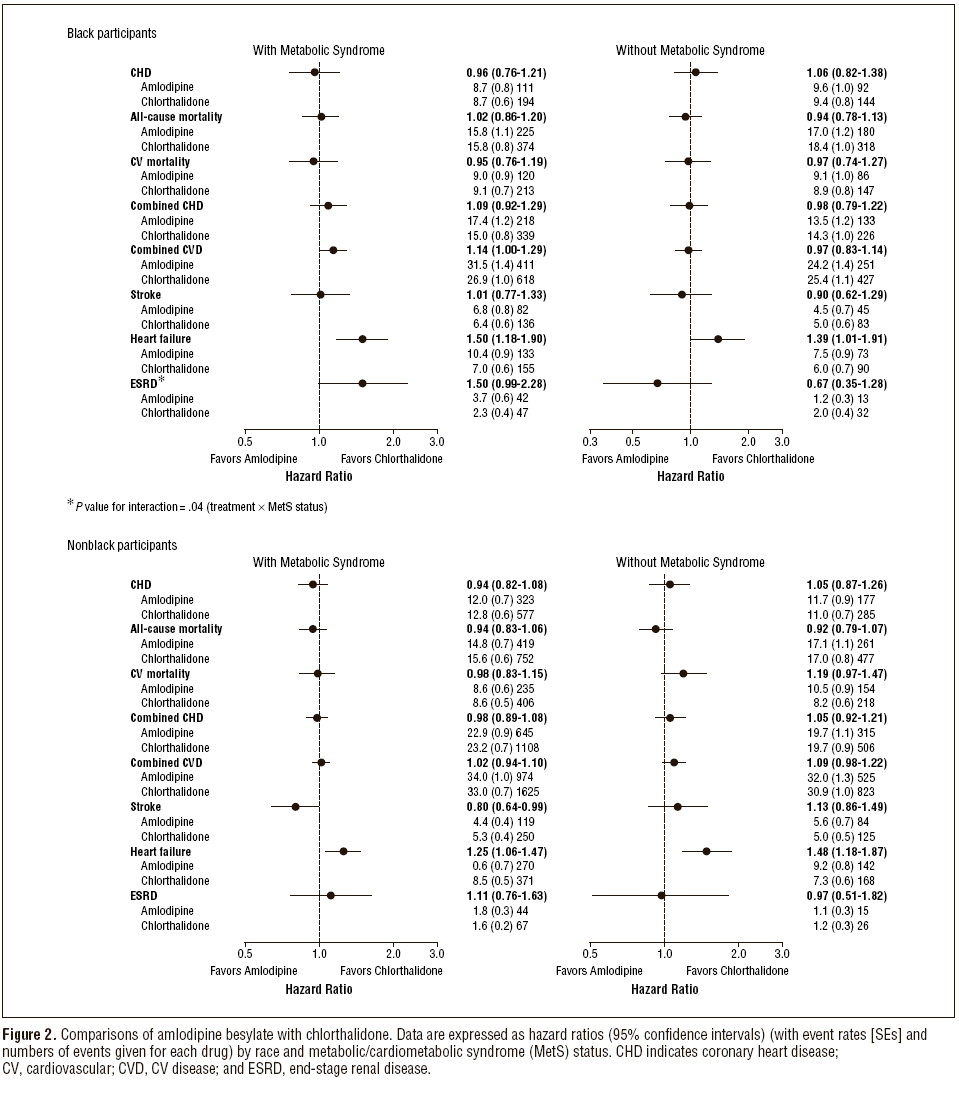 Black participants
With Metabolic Syndrome
Without Metabolic Syndrome
CHD 0.96 (0.76-1.21) 1.06 (0.82-1.38)
Amlodipine 8.7 (0.8) 111 9.6 (1.0) 92
Chlorthalidone 8.7 (0.6) 194 9.4 (0.8) 144
All-cause mortality 1.02 (0.86-1.20) 0.94 (0.78-1.13)
Amlodipine 15.8 (1.1) 225 17.0 (1.2) 180
Chlorthalidone 15.8 (0.8) 374 18.4 (1.0) 318
CV mortality 0.95 (0.76-1.19) 0.97 (0.74-1.27)
Amlodipine 9.0 (0.9) 120 9.1 (1.0) 86
Chlorthalidone 9.1 (0.7) 213 8.9 (0.8) 147
Combined CHD 1.09 (0.92-1.29) 0.98 (0.79-1.22)
Amlodipine 17.4 (1.2) 218 13.5 (1.2) 133
Chlorthalidone 15.0 (0.8) 339 14.3 (1.0) 226
Combined CVD 1.14 (1.00-1.29) 0.97 (0.83-1.14)
Amlodipine 31.5 (1.4) 411 24.2 (1.4) 251
Chlorthalidone 26.9 (1.0) 618 25.4 (1.1) 427
Stroke 1.01 (0.77-1.33) 0.90 (0.62-1.29)
Amlodipine 6.8 (0.8) 82 4.5 (0.7) 45
Chlorthalidone 6.4 (0.6) 136 5.0 (0.6) 83
Heart failure 1.50 (1.18-1.90) 1.39 (1.01-1.91)
Amlodipine 10.4 (0.9) 133 7.5 (0.9) 73
Chlorthalidone 7.0 (0.6) 155 6.0 (0.7) 90
ESRD* 1.50 (0.99-2.28) 0.67 (0.35-1.28)
Amlodipine 3.7 (0.6) 42 1.2 (0.3) 13
Chlorthalidone 2.3 (0.4) 47 2.0 (0.4) 32
0.5 1.0 2.0 3.0 0.3 0.5 1.0 2.0 3.0
Favors Amlodipine Favors Chlorthalidone Favors Amlodipine Favors Chlorthalidone
Hazard Ratio Hazard Ratio
*P value for interaction = .04 (treatment × MetS status)
Nonblack participants
With Metabolic Syndrome
Without Metabolic Syndrome
CHD 0.94 (0.82-1.08) 1.05 (0.87-1.26)
Amlodipine 12.0 (0.7) 323 11.7 (0.9) 177
Chlorthalidone 12.8 (0.6) 577 11.0 (0.7) 285
All-cause mortality 0.94 (0.83-1.06) 0.92 (0.79-1.07)
Amlodipine 14.8 (0.7) 419 17.1 (1.1) 261
Chlorthalidone 15.6 (0.6) 752 17.0 (0.8) 477
CV mortality 0.98 (0.83-1.15) 1.19 (0.97-1.47)
Amlodipine 8.6 (0.6) 235 10.5 (0.9) 154
Chlorthalidone 8.6 (0.5) 406 8.2 (0.6) 218
Combined CHD 0.98 (0.89-1.08) 1.05 (0.92-1.21)
Amlodipine 22.9 (0.9) 645 19.7 (1.1) 315
Chlorthalidone 23.2 (0.7) 1108 19.7 (0.9) 506
Combined CVD 1.02 (0.94-1.10) 1.09 (0.98-1.22)
Amlodipine 34.0 (1.0) 974 32.0 (1.3) 525
Chlorthalidone 33.0 (0.7) 1625 30.9 (1.0) 823
Stroke 0.80 (0.64-0.99) 1.13 (0.86-1.49)
Amlodipine 4.4 (0.4) 119 5.6 (0.7) 84
Chlorthalidone 5.3 (0.4) 250 5.0 (0.5) 125
Heart failure 1.25 (1.06-1.47) 1.48 (1.18-1.87)
Amlodipine 0.6 (0.7) 270 9.2 (0.8) 142
Chlorthalidone 8.5 (0.5) 371 7.3 (0.6) 168
ESRD 1.11 (0.76-1.63) 0.97 (0.51-1.82)
Amlodipine 1.8 (0.3) 44 1.1 (0.3) 15
Chlorthalidone 1.6 (0.2) 67 1.2 (0.3) 26
0.5 1.0 2.0 3.0 0.5 1.0 2.0 3.0
Favors Amlodipine Favors Chlorthalidone Favors Amlodipine Favors Chlorthalidone
Hazard Ratio Hazard Ratio
Figure 2. Comparisons of amlodipine besylate with chlorthalidone. Data are expressed as hazard ratios (95% confidence intervals) (with event rates [SEs] and
numbers of events given for each drug) by race and metabolic/cardiometabolic syndrome (MetS) status. CHD indicates coronary heart disease;
CV, cardiovascular; CVD, CV disease; and ESRD, end-stage renal disease.